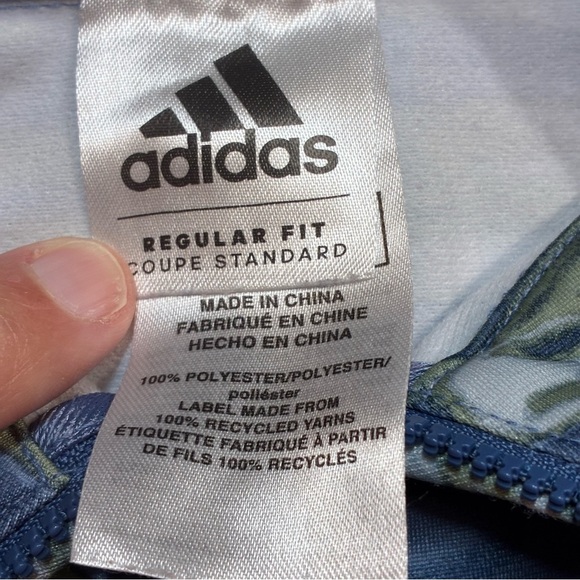 adidas
REGULAR FIT
COUPE STANDARD
MADE IN CHINA
FABRIQUÉ EN CHINE
HECHO EN CHINA
100% POLYESTER/POLYESTER/
poliéster
LABEL MADE FROM
100% RECYCLED YARNS
ÉTIQUETTE FABRIQUÉ À PARTIR
DE FILS 100% RECYCLÉS